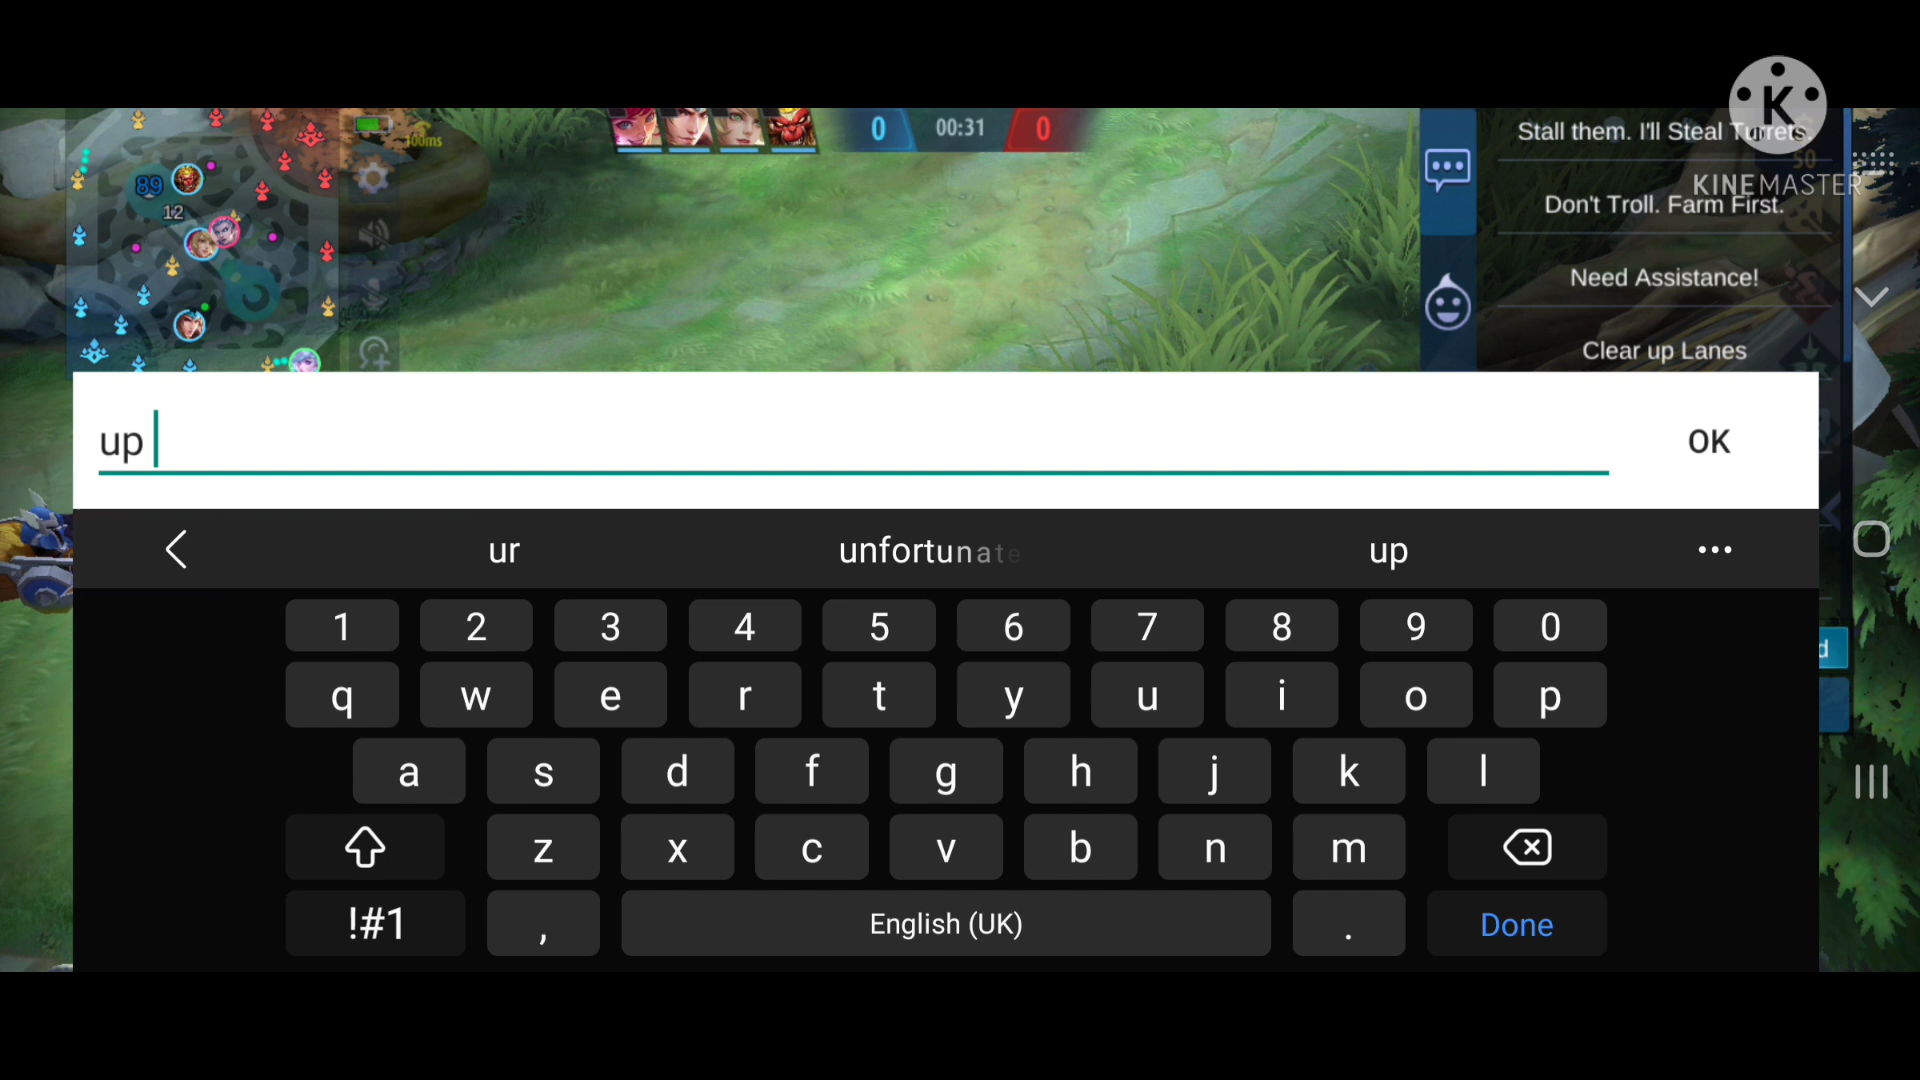 100ms
0 00:31 0
89
12
Stall them. I'll Steal Turrets.
50
KINEMASTER
K
Don't Troll. Farm First.
Need Assistance!
Clear up Lanes
up
OK
ur unfortunate up
1 2 3 4 5 6 7 8 9 0
q w e r t y u i o p
d
a s d f g h j k l
z x c v b n m
!#1 , English (UK) . Done